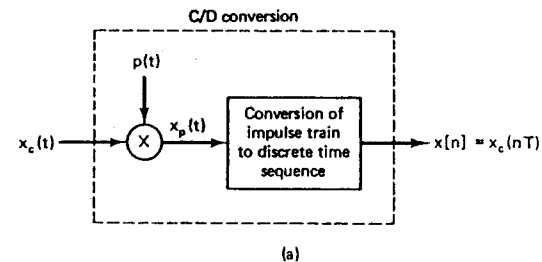 C/D conversion
p(t)
x_c(t)
X
x_p(t)
Conversion of
impulse train
to discrete time
sequence
x[n] = x_c(nT)
(a)